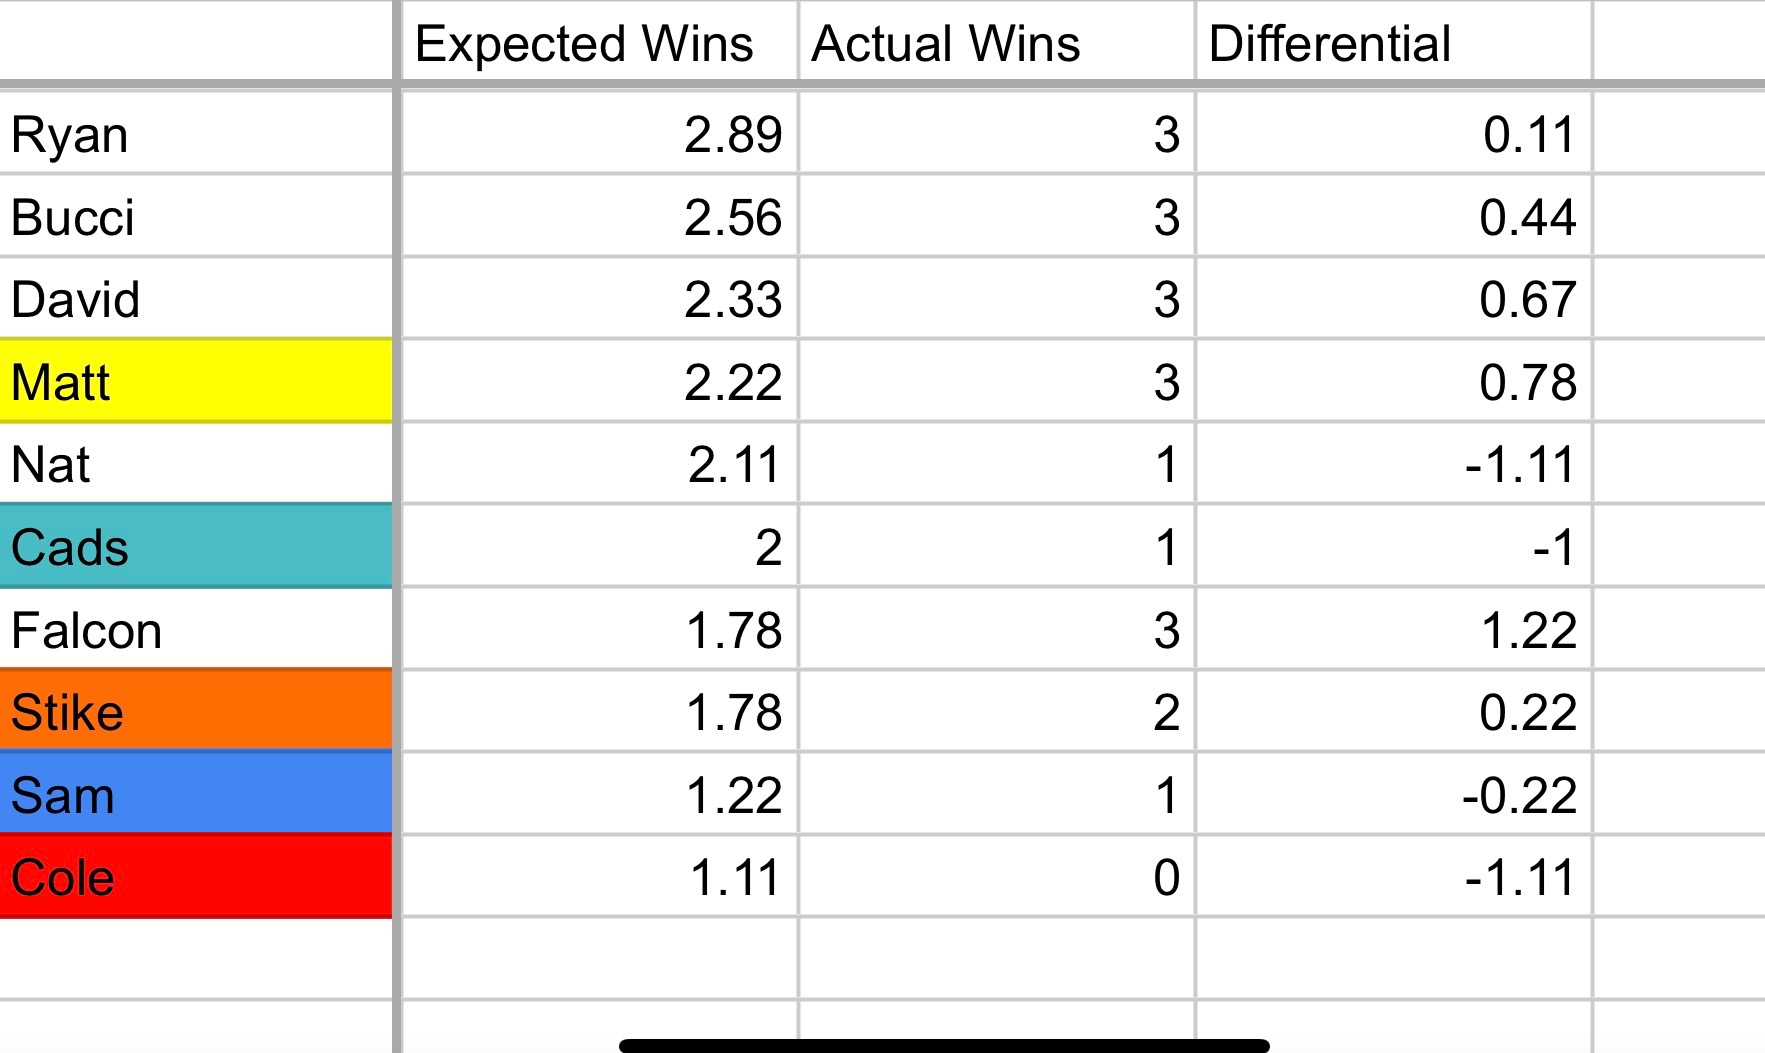 Expected Wins Actual Wins Differential
Ryan 2.89 3 0.11
Bucci 2.56 3 0.44
David 2.33 3 0.67
Matt 2.22 3 0.78
Nat 2.11 1 -1.11
Cads 2 1 -1
Falcon 1.78 3 1.22
Stike 1.78 2 0.22
Sam 1.22 1 -0.22
Cole 1.11 0 -1.11